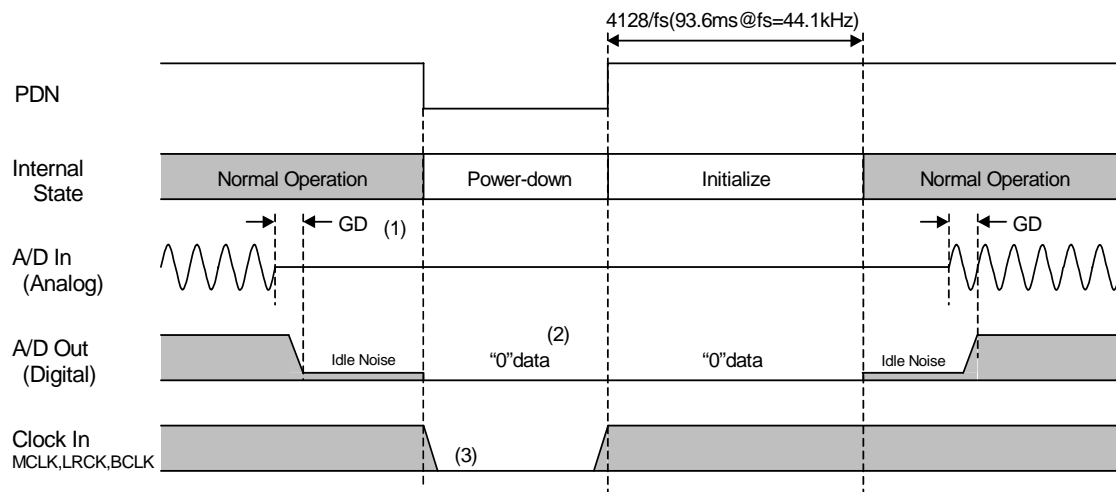 4128/fs(93.6ms@fs=44.1kHz)
PDN
Internal
State
Normal Operation
Power-down
Initialize
Normal Operation
GD (1)
GD
A/D In
(Analog)
A/D Out
(Digital)
Idle Noise
(2)
“0”data
“0”data
Idle Noise
Clock In
MCLK,LRCK,BCLK
(3)